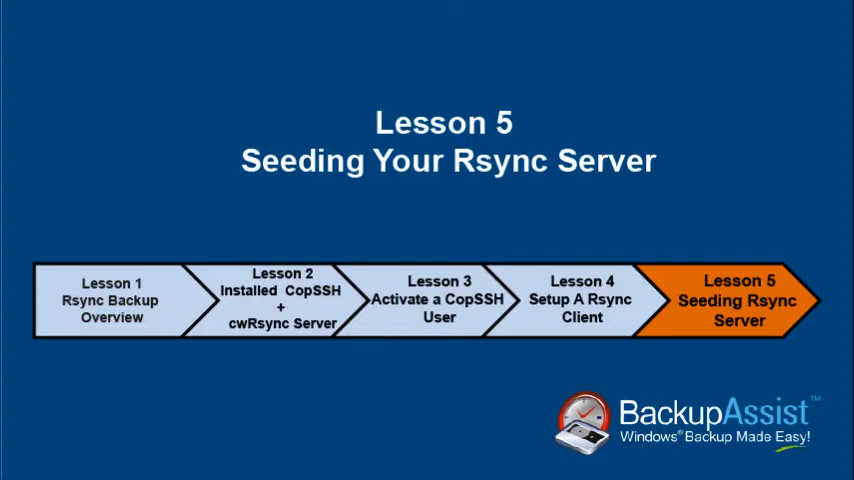 Lesson 5
Seeding Your Rsync Server
Lesson 1
Rsync Backup
Overview
Lesson 2
Installed CopSSH
+
cwRsync Server
Lesson 3
Activate a CopSSH
User
Lesson 4
Setup A Rsync
Client
Lesson 5
Seeding Rsync
Server
BackupAssist™
Windows® Backup Made Easy!